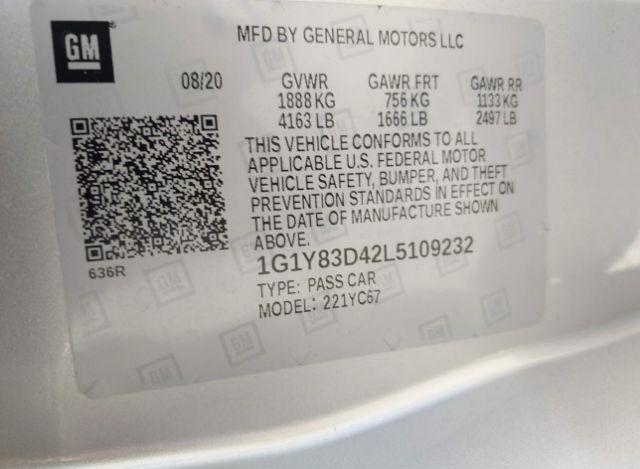 GM
MFD BY GENERAL MOTORS LLC
08/20 GVWR GAWR FRT GAWR RR
1888 KG 756 KG 1133 KG
4163 LB 1666 LB 2497 LB
THIS VEHICLE CONFORMS TO ALL
APPLICABLE U.S. FEDERAL MOTOR
VEHICLE SAFETY, BUMPER, AND THEFT
PREVENTION STANDARDS IN EFFECT ON
THE DATE OF MANUFACTURE SHOWN
ABOVE.
636R
1G1Y83D42L5109232
TYPE: PASS CAR
MODEL: 221YC67